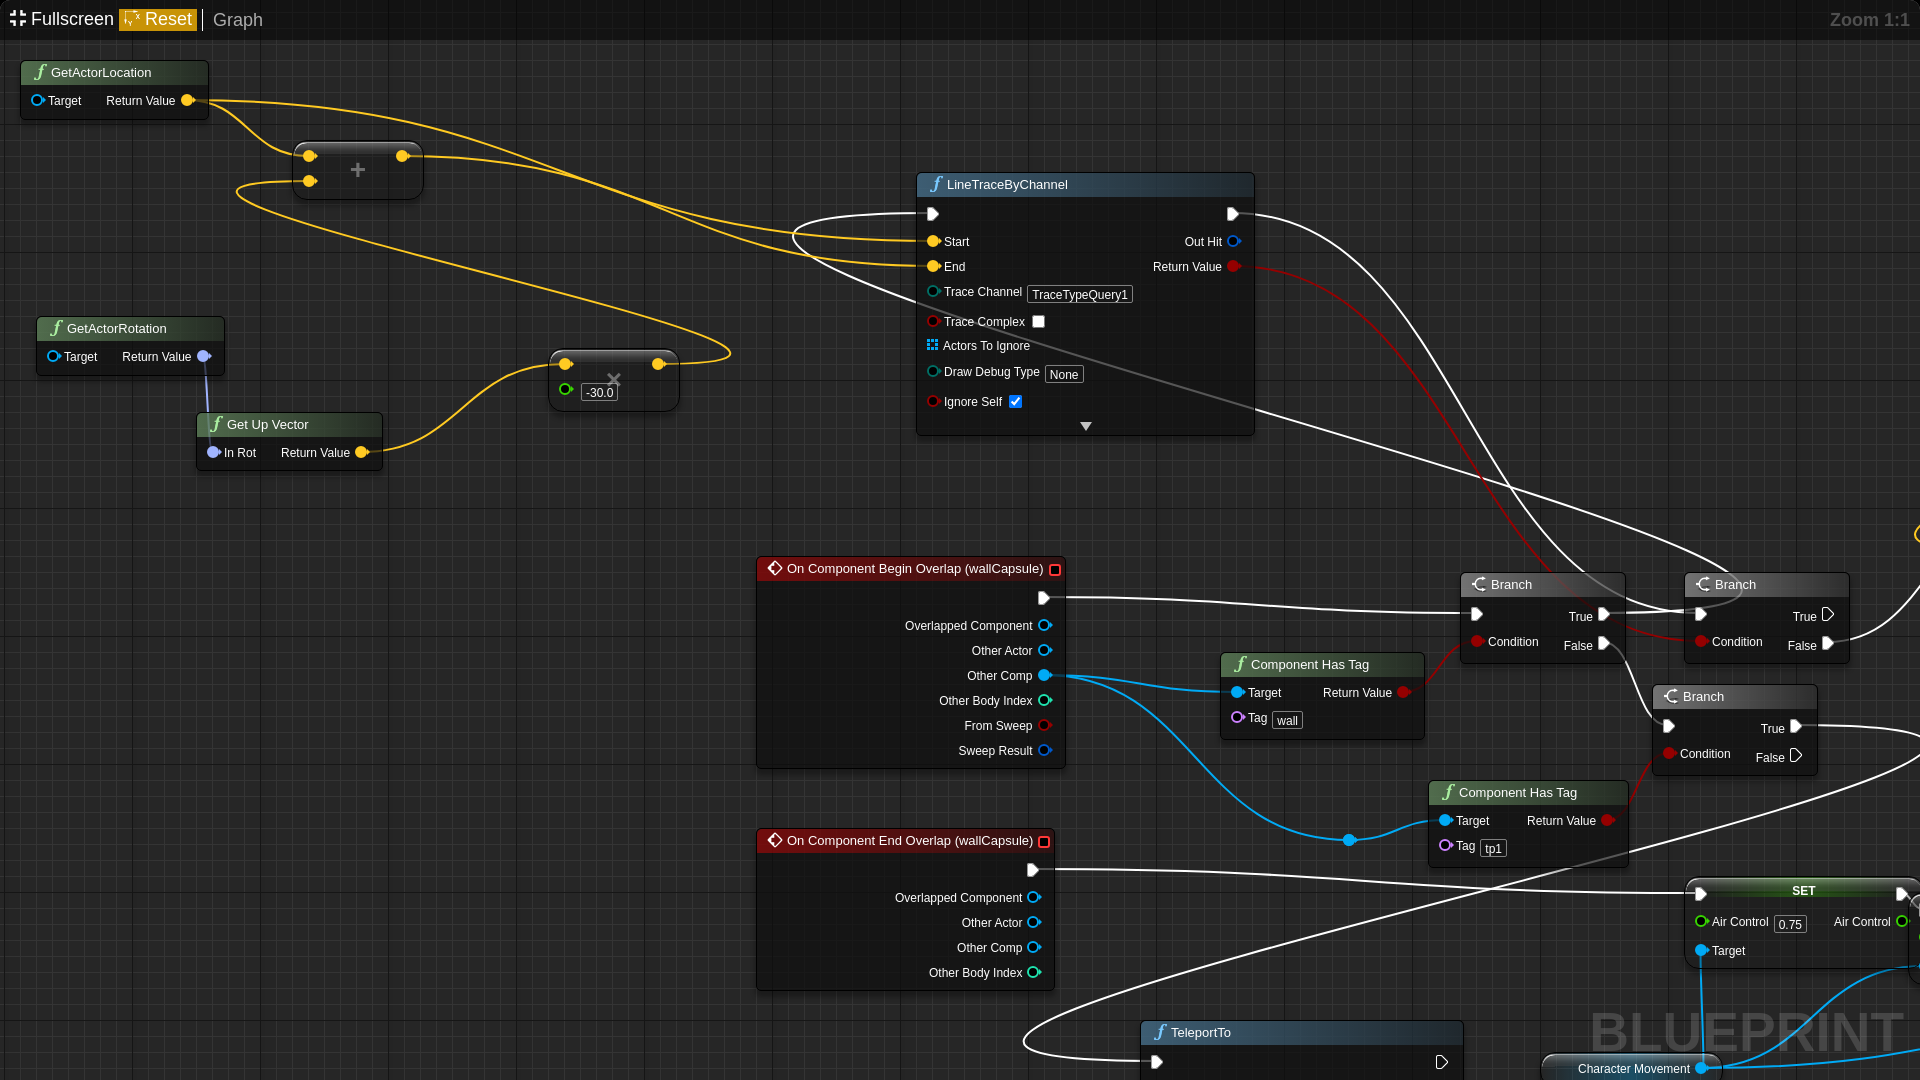 Fullscreen Reset Graph
Zoom 1:1
GetActorLocation
Target Return Value
+
LineTraceByChannel
Start Out Hit
End Return Value
Trace Channel TraceTypeQuery1
Trace Complex
Actors To Ignore
Draw Debug Type None
Ignore Self
GetActorRotation
Target Return Value
×
-30.0
Get Up Vector
In Rot Return Value
On Component Begin Overlap (wallCapsule)
Overlapped Component
Other Actor
Other Comp
Other Body Index
From Sweep
Sweep Result
Branch
True
Condition False
Branch
True
Condition False
Component Has Tag
Target Return Value
Tag wall
Branch
True
Condition False
Component Has Tag
Target Return Value
Tag tp1
On Component End Overlap (wallCapsule)
Overlapped Component
Other Actor
Other Comp
Other Body Index
SET
Air Control 0.75 Air Control
Target
TeleportTo
BLUEPRINT
Character Movement